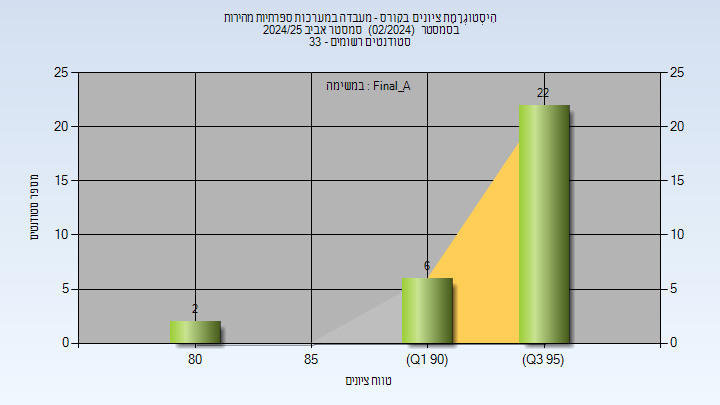 היסטוגרמת ציונים בקורס - מעבדה במערכות ספרתיות מהירות
בסמסטר (02/2024) סמסטר אביב 2024/25
סטודנטים רשומים - 33
במשימה : Final_A
25
20
15
10
5
0
25
20
15
10
5
0
מספר סטודנטים
2
6
22
80
85
(Q1 90)
(Q3 95)
טווח ציונים